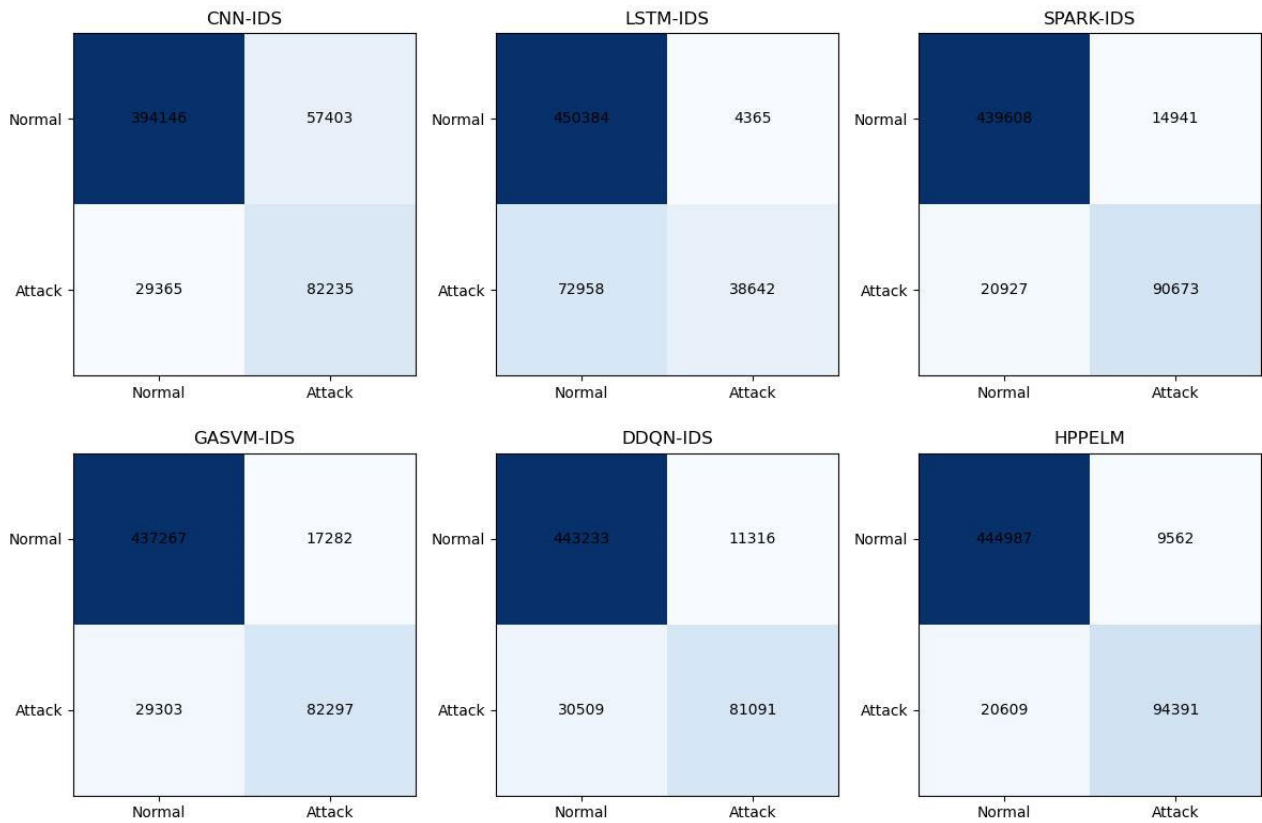 CNN-IDS
LSTM-IDS
SPARK-IDS
Normal
394146
57403
Normal
450384
4365
Normal
439608
14941
Attack
29365
82235
Attack
72958
38642
Attack
20927
90673
Normal
Attack
Normal
Attack
Normal
Attack
GASVM-IDS
DDQN-IDS
HPPELM
Normal
437267
17282
Normal
443233
11316
Normal
444987
9562
Attack
29303
82297
Attack
30509
81091
Attack
20609
94391
Normal
Attack
Normal
Attack
Normal
Attack